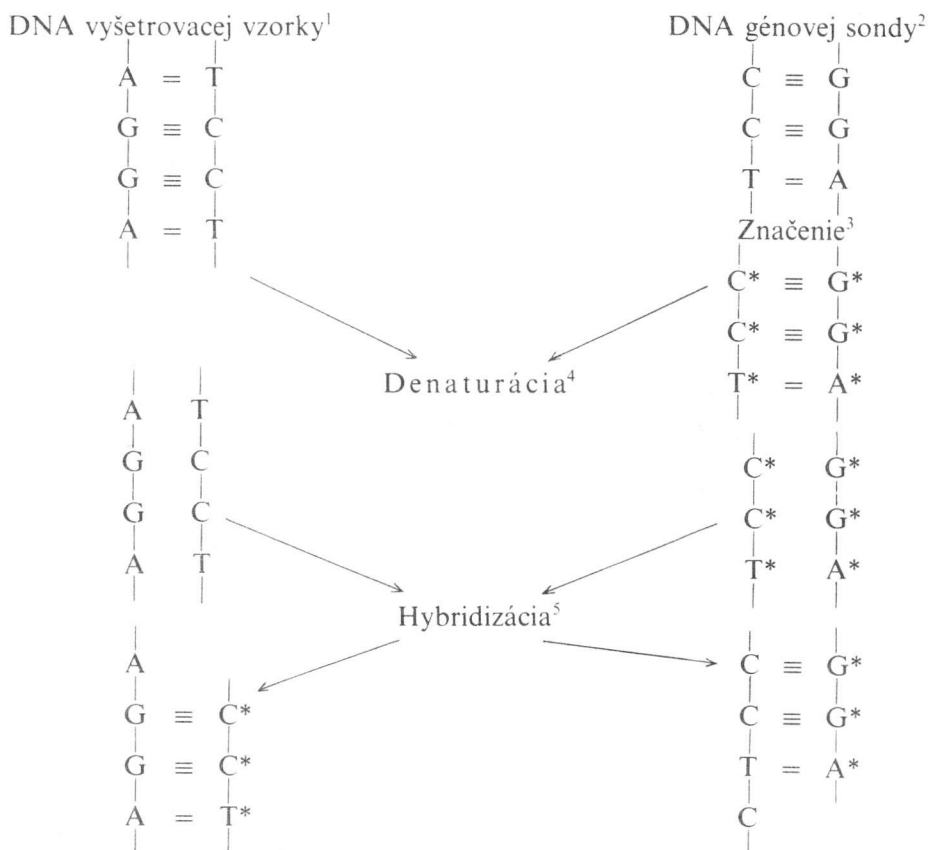 DNA vyšetrovacej vzorky¹ DNA génovej sondy²
A = T C ≡ G
G ≡ C C ≡ G
G ≡ C T = A
A = T Značenie³
C* ≡ G*
C* ≡ G*
Denaturácia⁴ T* = A*
A T
G C C* G*
G C C* G*
A T T* A*
Hybridizácia⁵
A C ≡ G*
G ≡ C* C ≡ G*
G ≡ C* T = A*
A = T* C